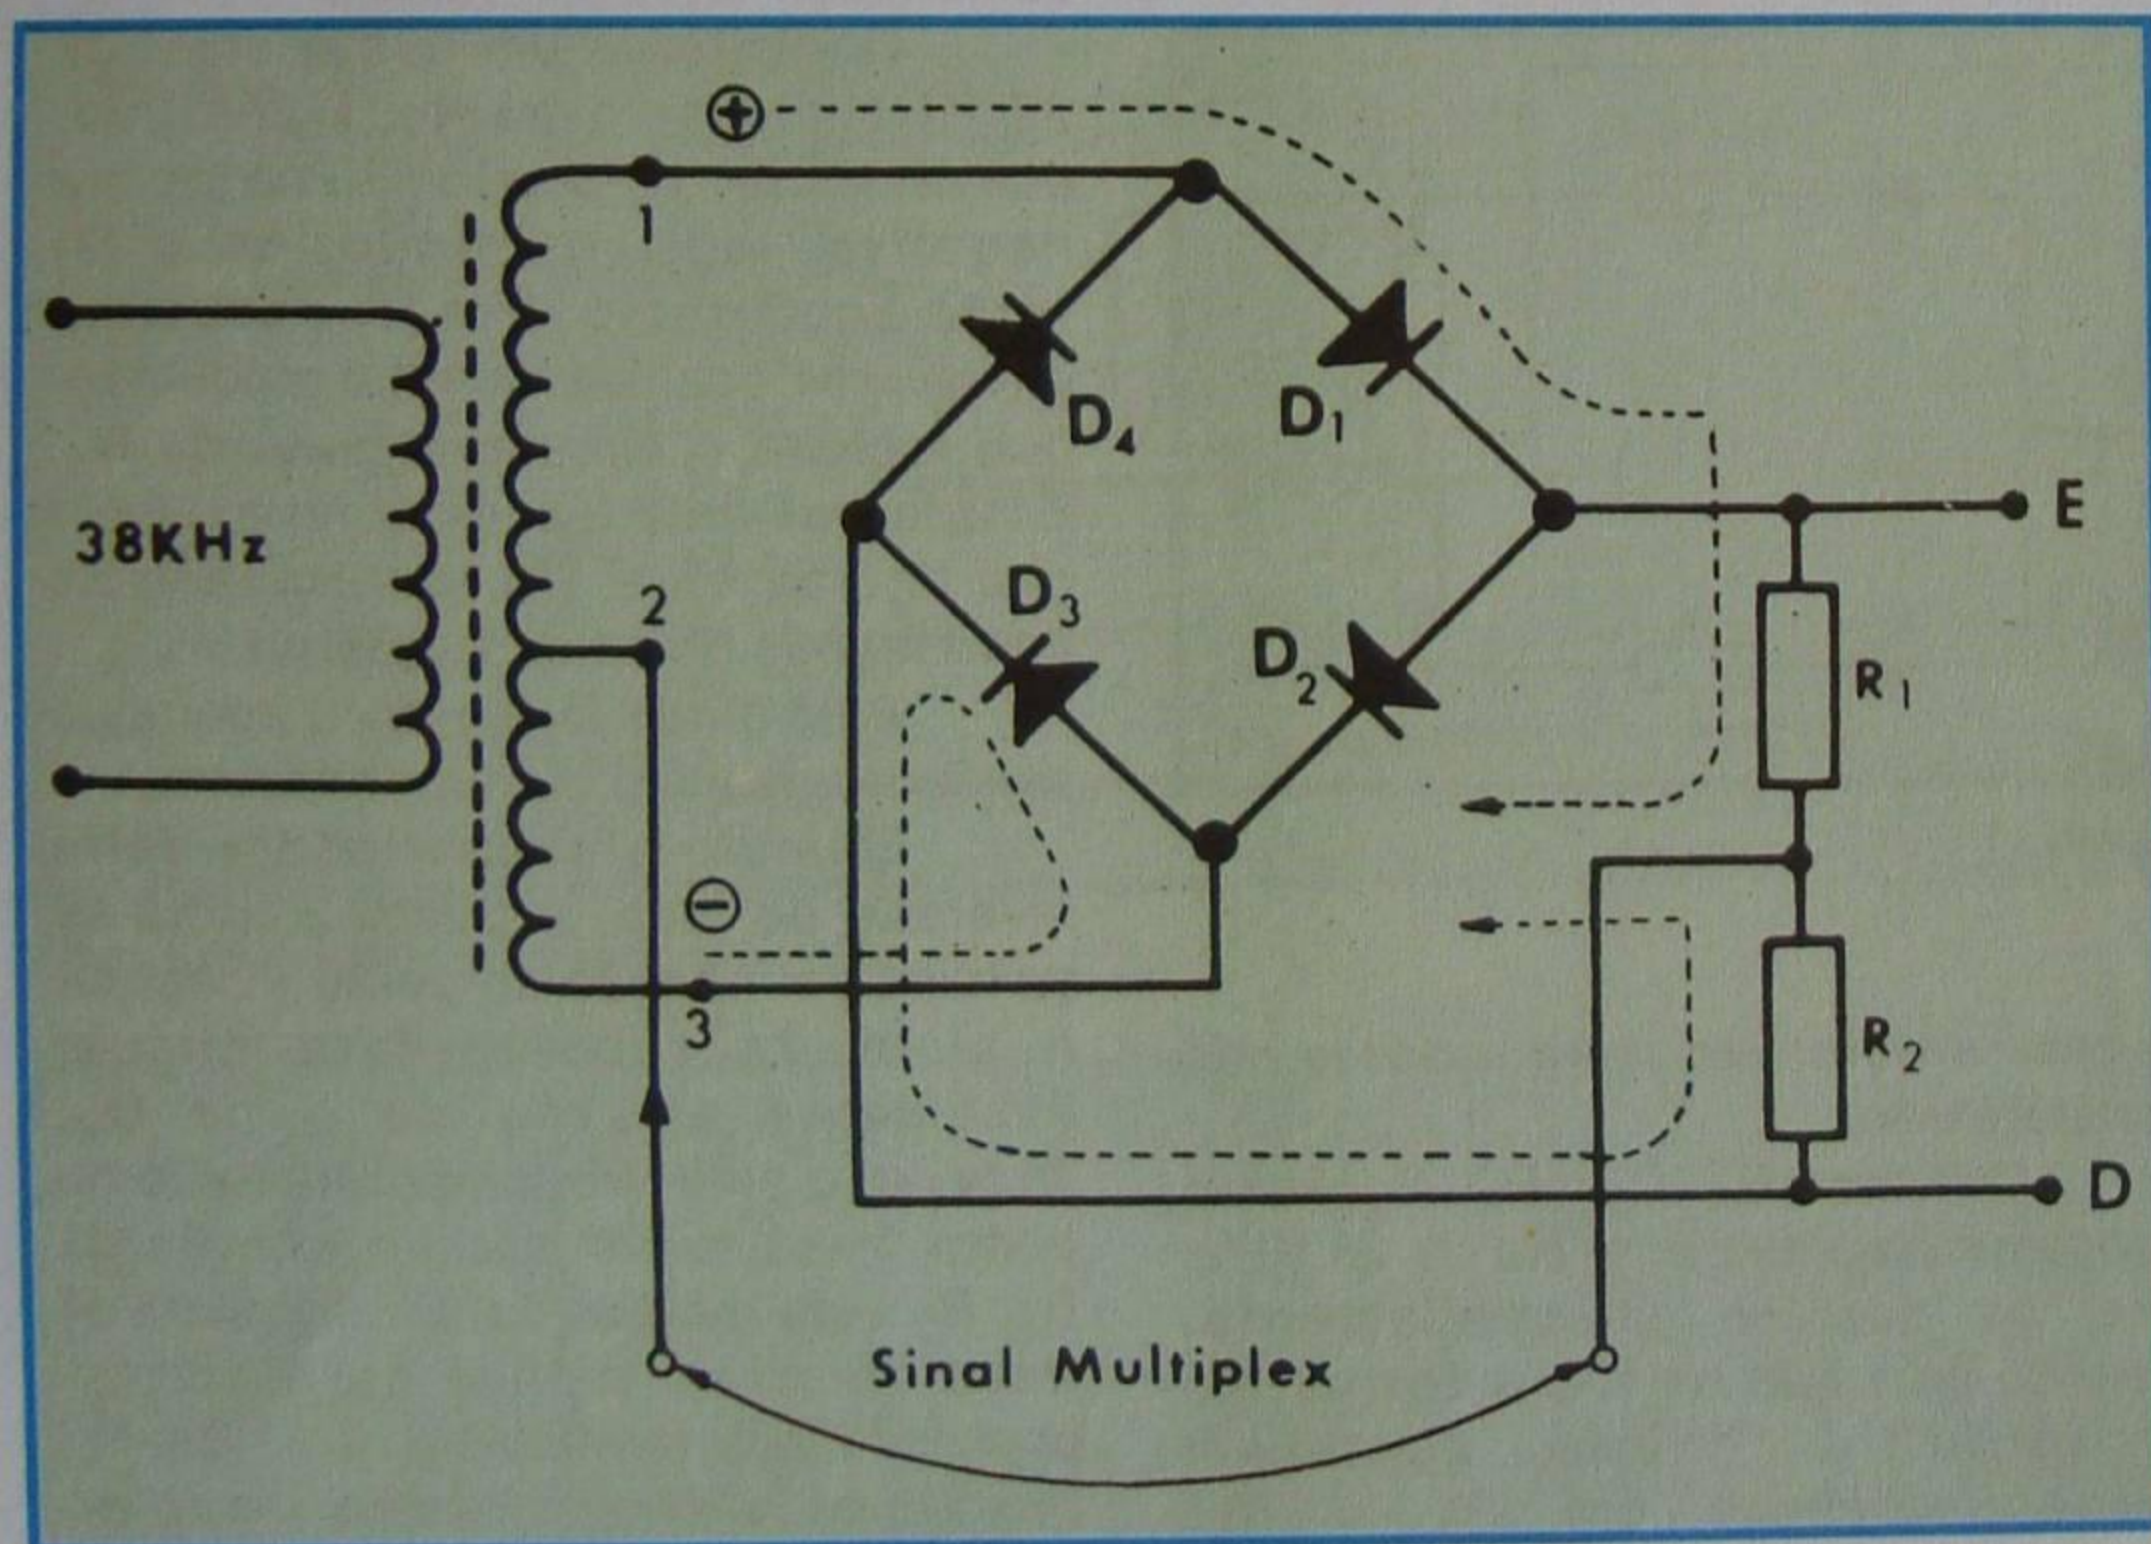 +
1
D₄
D₁
38KHz
E
2
D₃
D₂
R₁
−
3
R₂
D
Sinal Multiplex